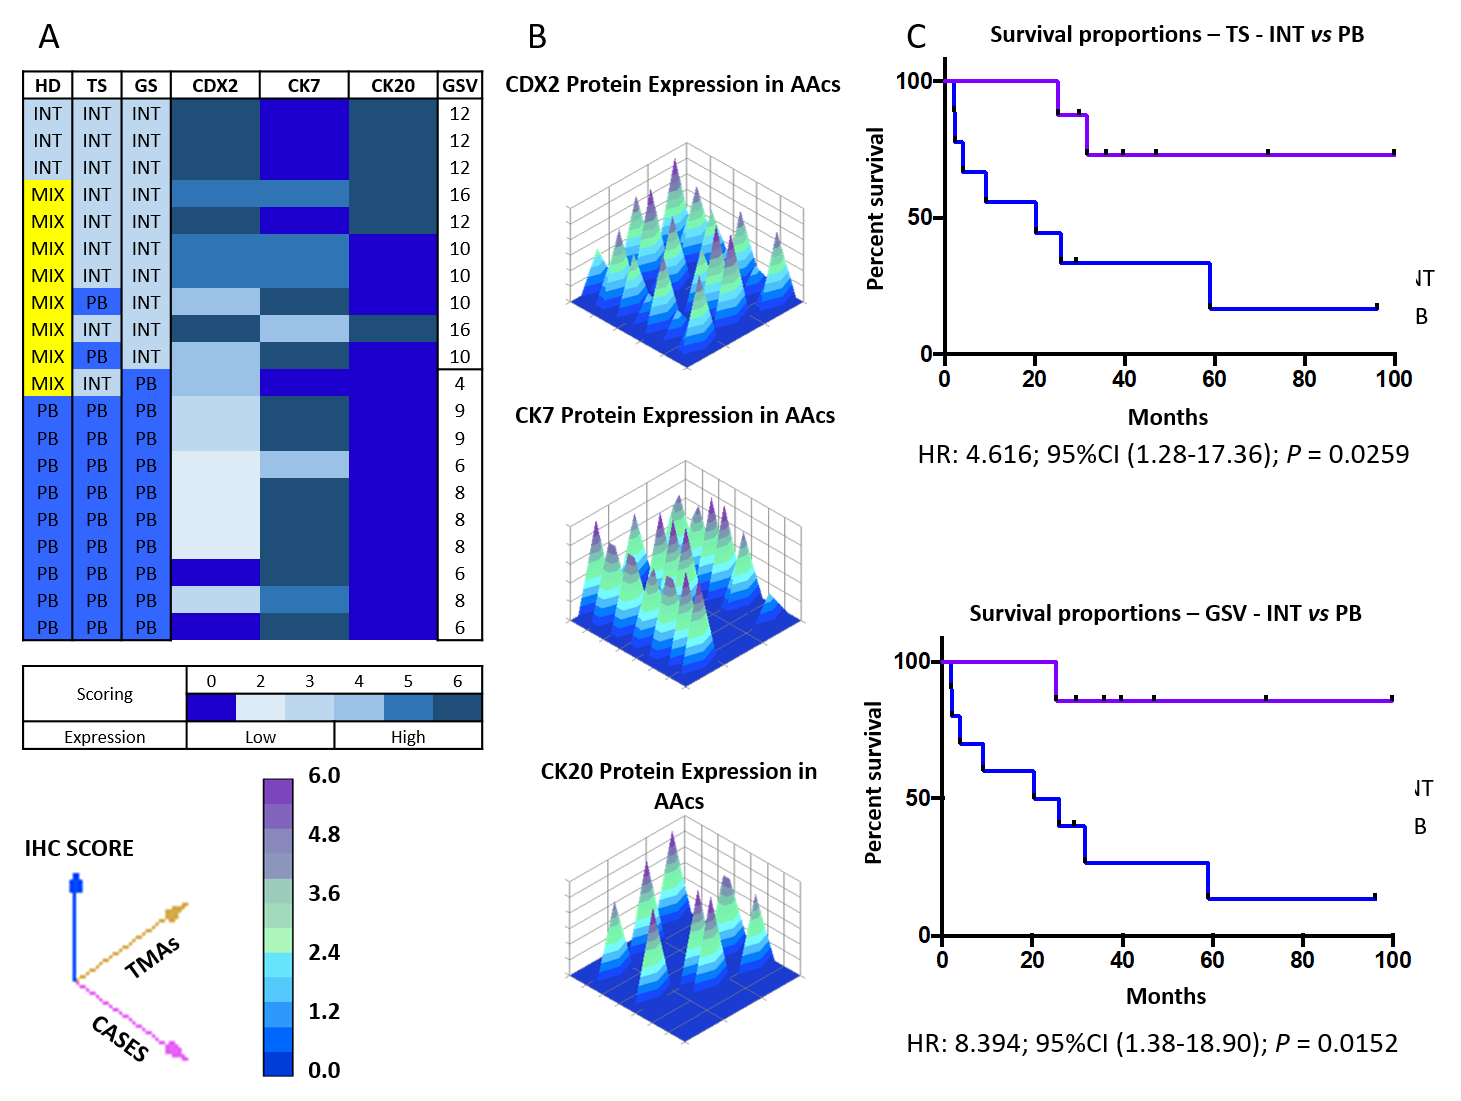 A
HD TS GS CDX2 CK7 CK20 GSV
INT INT INT 12
INT INT INT 12
INT INT INT 12
MIX INT INT 16
MIX INT INT 12
MIX INT INT 10
MIX INT INT 10
MIX PB INT 10
MIX INT INT 16
MIX PB INT 10
MIX INT PB 4
PB PB PB 9
PB PB PB 9
PB PB PB 6
PB PB PB 8
PB PB PB 8
PB PB PB 8
PB PB PB 6
PB PB PB 8
PB PB PB 6
Scoring 0 2 3 4 5 6
Expression Low High
IHC SCORE
TMAs
CASES
6.0
4.8
3.6
2.4
1.2
0.0
B
CDX2 Protein Expression in AAcs
CK7 Protein Expression in AAcs
CK20 Protein Expression in
AAcs
C
Survival proportions – TS - INT vs PB
Percent survival
100
50
0
0 20 40 60 80 100
Months
NT
B
HR: 4.616; 95%CI (1.28-17.36); P = 0.0259
Survival proportions – GSV - INT vs PB
Percent survival
100
50
0
0 20 40 60 80 100
Months
NT
B
HR: 8.394; 95%CI (1.38-18.90); P = 0.0152